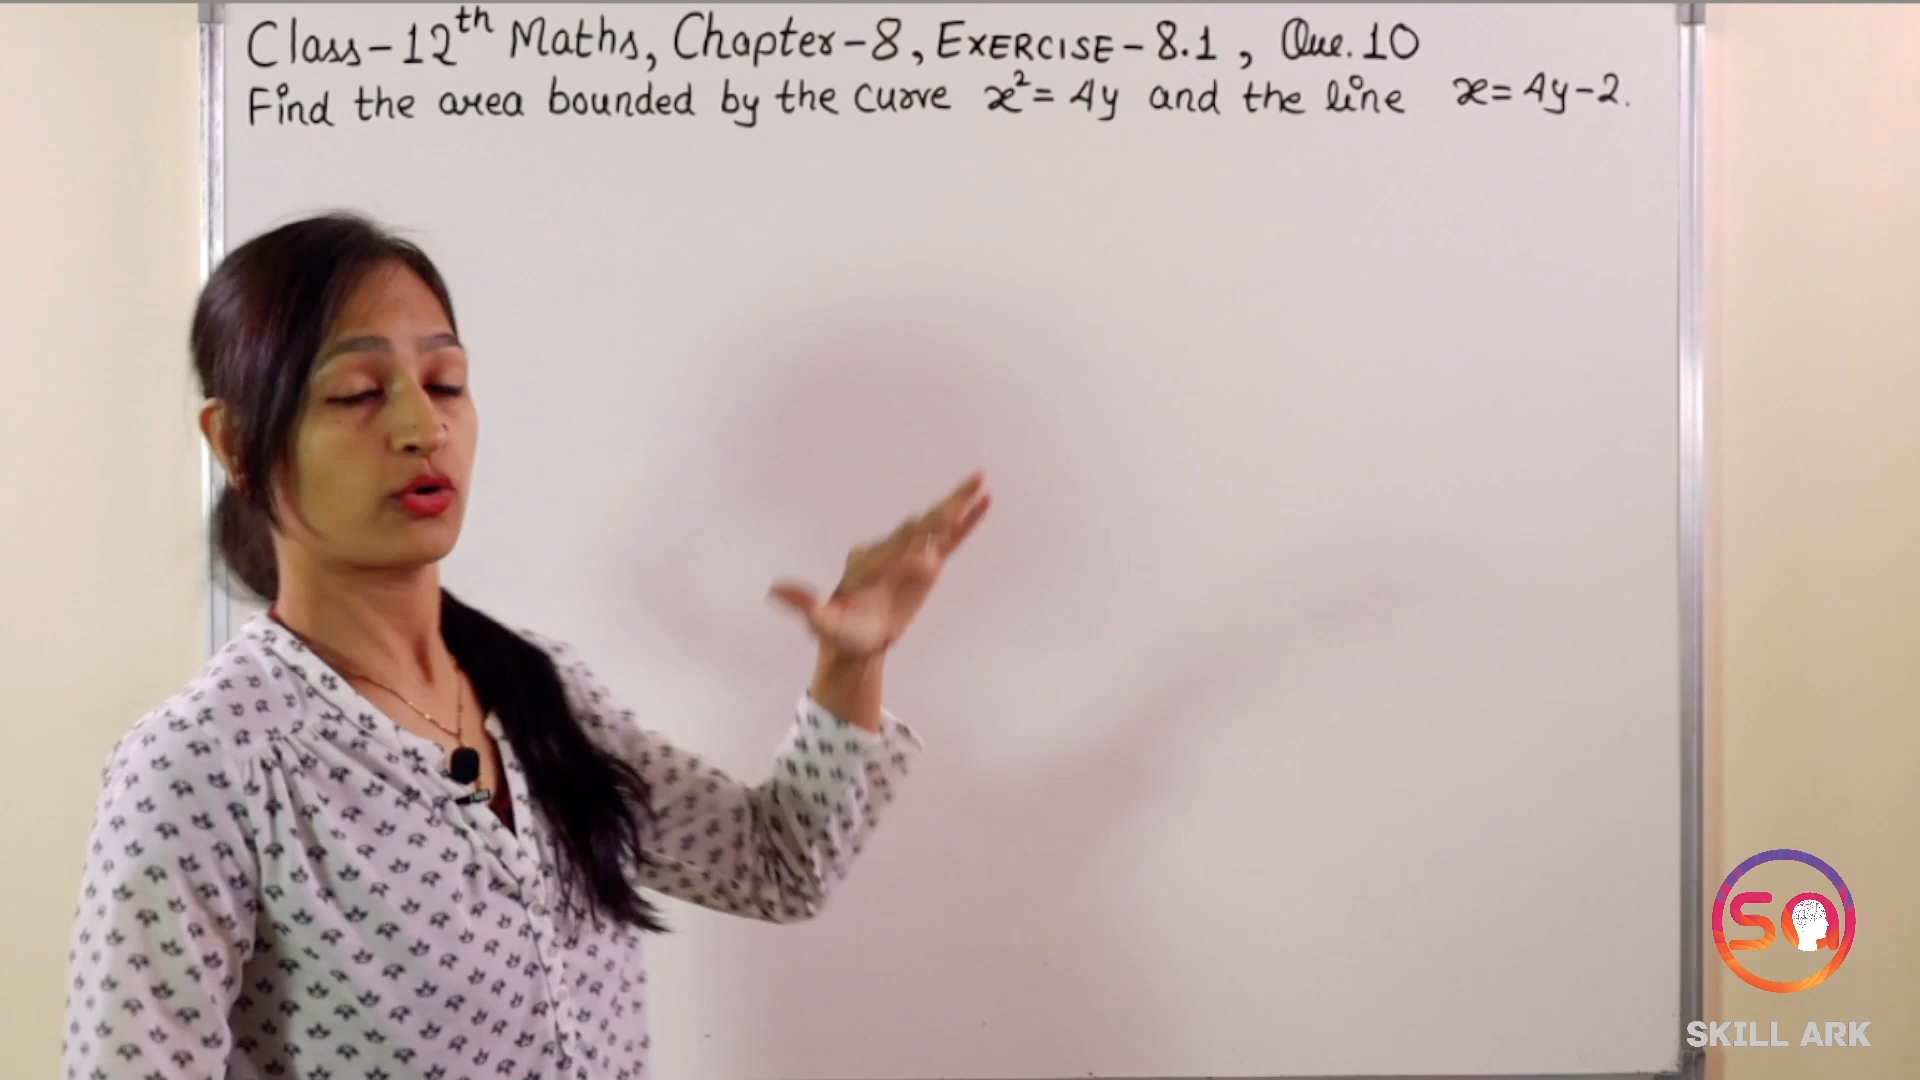 Class-12th Maths, Chapter-8, EXERCISE-8.1, Que.10
Find the area bounded by the curve x²= 4y and the line x=4y-2.
SA
SKILL ARK